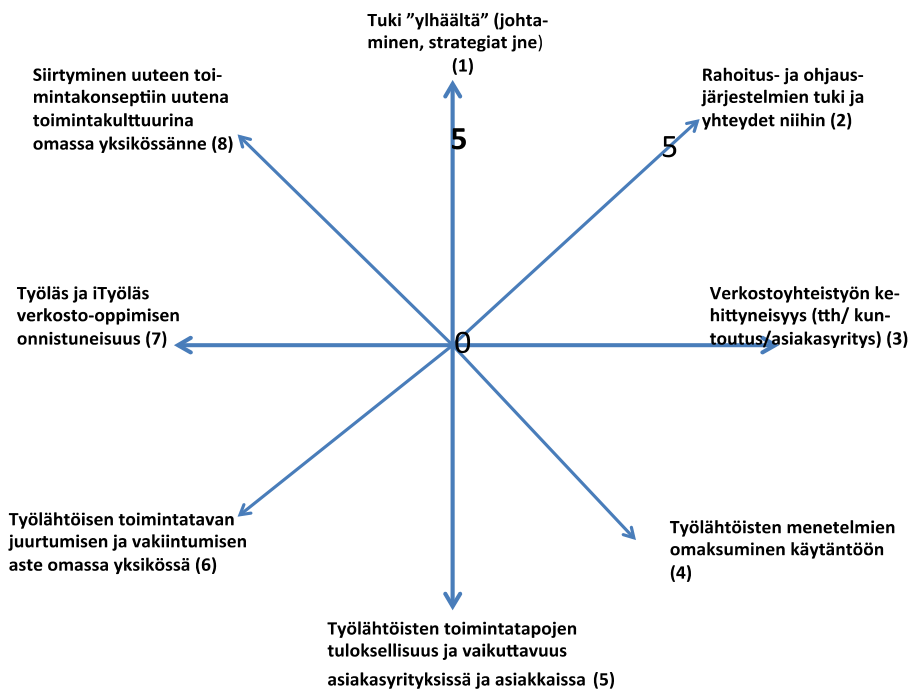 Tuki ”ylhäältä” (johta-
minen, strategiat jne)
(1)
Siirtyminen uuteen toi-
mintakonseptiin uutena
toimintakulttuurina
omassa yksikössänne (8)
Rahoitus- ja ohjaus-
järjestelmien tuki ja
yhteydet niihin (2)
5
5
Työläs ja iTyöläs
verkosto-oppimisen
onnistuneisuus (7)
Verkostoyhteistyön ke-
hittyneisyys (tth/ kun-
toutus/asiakasyritys) (3)
0
Työlähtöisen toimintatavan
juurtumisen ja vakiintumisen
aste omassa yksikössä (6)
Työlähtöisten menetelmien
omaksuminen käytäntöön
(4)
Työlähtöisten toimintatapojen
tuloksellisuus ja vaikuttavuus
asiakasyrityksissä ja asiakkaissa (5)